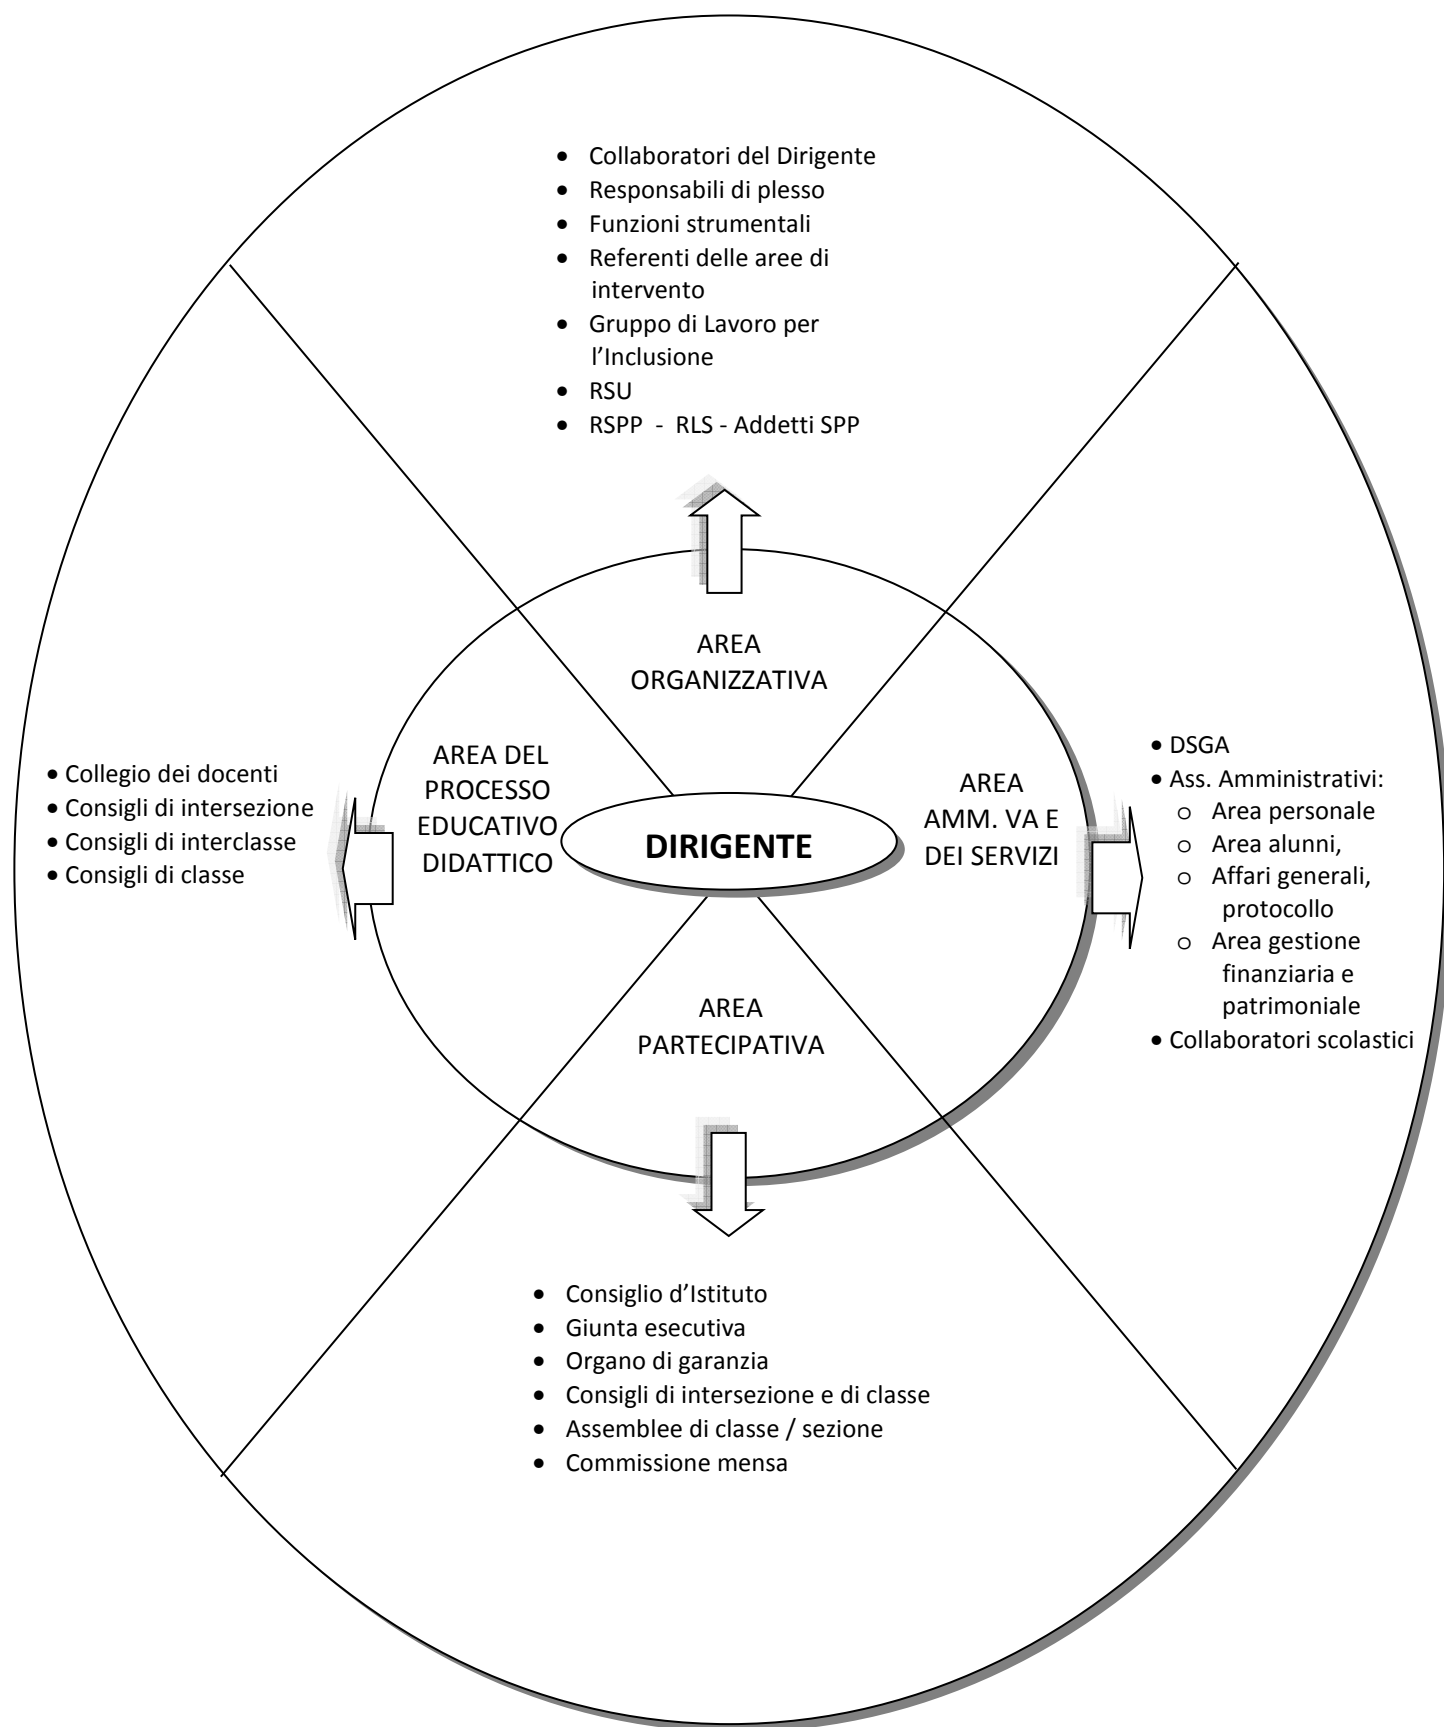 • Collaboratori del Dirigente
• Responsabili di plesso
• Funzioni strumentali
• Referenti delle aree di
intervento
• Gruppo di Lavoro per
l’Inclusione
• RSU
• RSPP - RLS - Addetti SPP
AREA
ORGANIZZATIVA
• Collegio dei docenti
• Consigli di intersezione
• Consigli di interclasse
• Consigli di classe
AREA DEL
PROCESSO
EDUCATIVO
DIDATTICO
DIRIGENTE
AREA
AMM. VA E
DEI SERVIZI
• DSGA
• Ass. Amministrativi:
o Area personale
o Area alunni,
o Affari generali,
protocollo
o Area gestione
finanziaria e
patrimoniale
• Collaboratori scolastici
AREA
PARTECIPATIVA
• Consiglio d’Istituto
• Giunta esecutiva
• Organo di garanzia
• Consigli di intersezione e di classe
• Assemblee di classe / sezione
• Commissione mensa